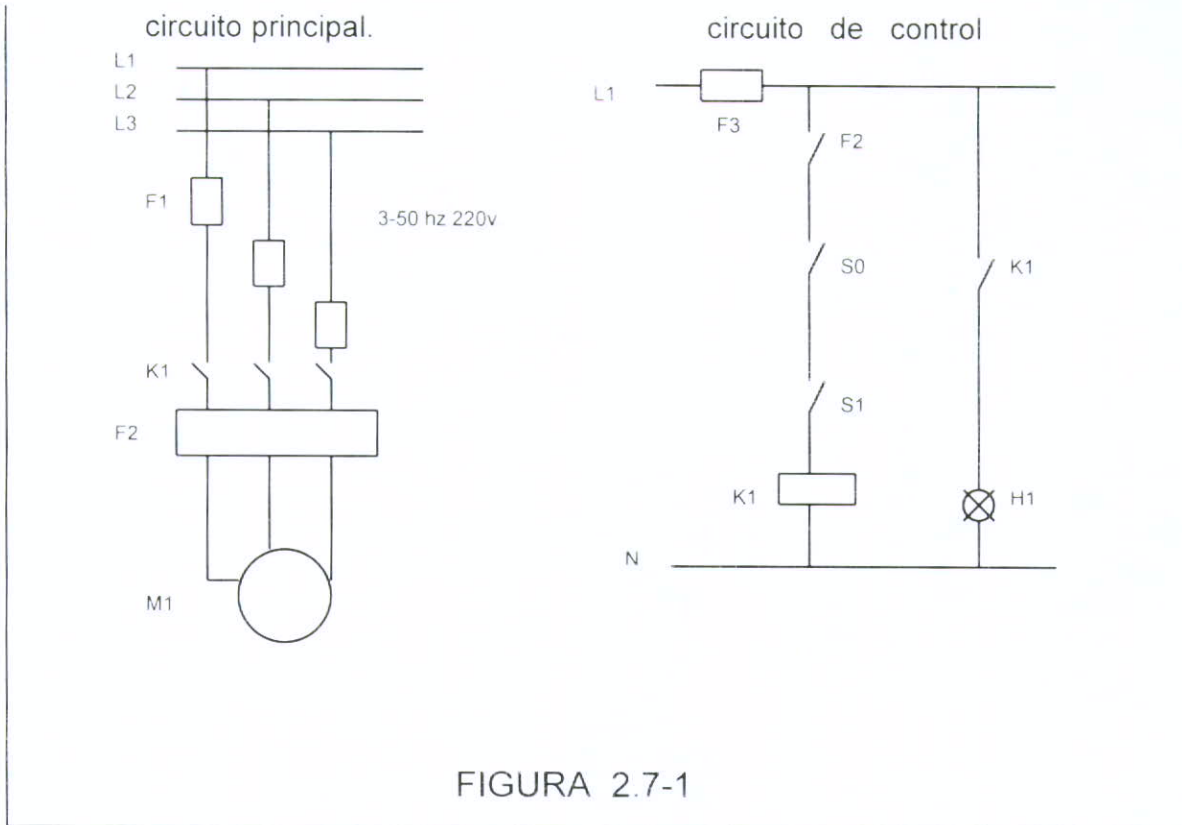 circuito principal.
L1
L2
L3
F1
3-50 hz 220v
K1
F2
M1
circuito de control
L1
F3
F2
S0
K1
S1
K1
H1
N
FIGURA 2.7-1